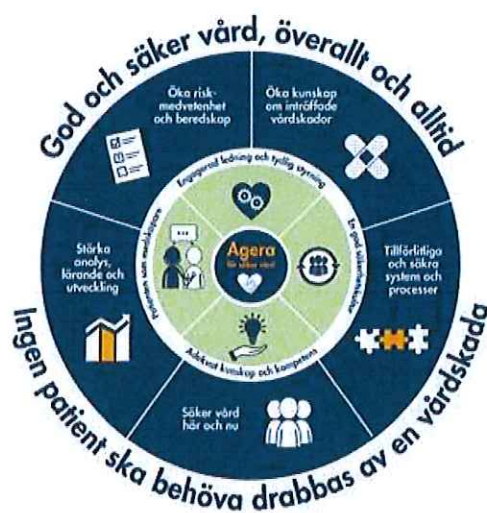 God och säker vård, överallt och alltid
Öka risk-
medvetenhet
och beredskap
Öka kunskap
om inträffade
vårdskador
Tillförlitliga
och säkra
system och
processer
Säker vård
här och nu
Stärka
analys,
lärande och
utveckling
Engagerad ledning och tydlig styrning
En god säkerhetskultur
Adekvat kunskap och kompetens
Patienten som medskapare
Agera
för säker vård
Ingen patient ska behöva drabbas av en vårdskada